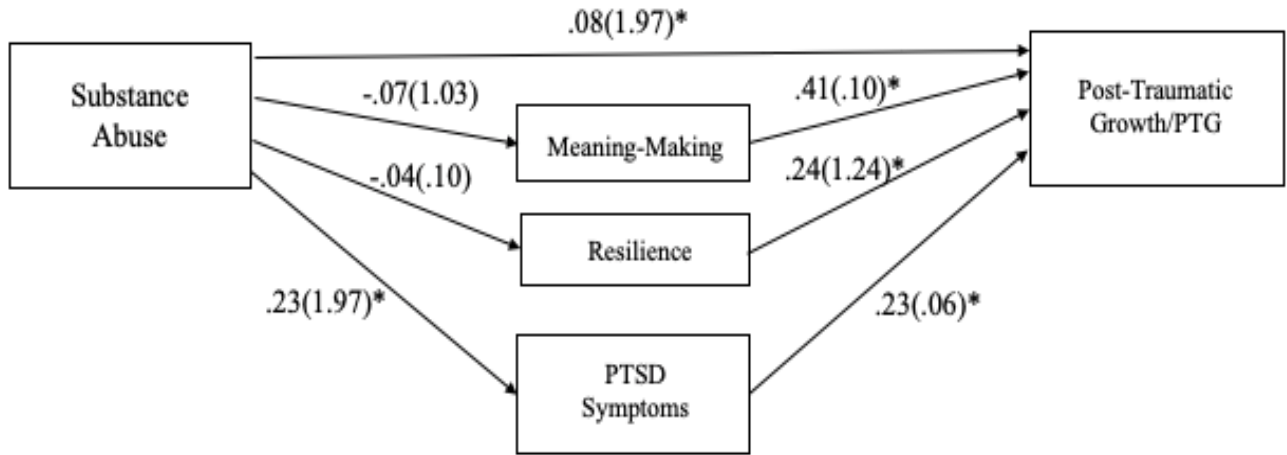 .08(1.97)*
Substance
Abuse
-.07(1.03)
Meaning-Making
.41(.10)*
Post-Traumatic
Growth/PTG
-.04(.10)
Resilience
.24(1.24)*
.23(1.97)*
PTSD
Symptoms
.23(.06)*